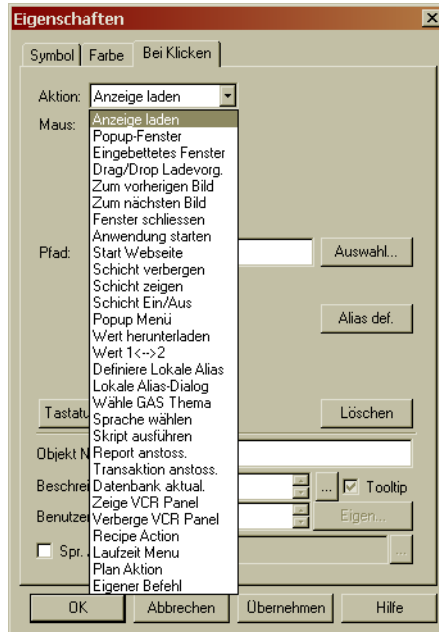 Eigenschaften
Symbol Farbe Bei Klicken
Aktion: Anzeige laden
Maus: Anzeige laden
Popup-Fenster
Eingebettetes Fenster
Drag/Drop Ladevorg.
Zum vorherigen Bild
Zum nächsten Bild
Fenster schliessen
Anwendung starten
Pfad: Start Webseite Auswahl...
Schicht verbergen
Schicht zeigen
Schicht Ein/Aus
Popup Menü Alias def.
Wert herunterladen
Wert 1<-->2
Definiere Lokale Alias
Lokale Alias-Dialog
Wähle GAS Thema
Tastatu Sprache wählen Löschen
Skript ausführen
Objekt N Report anstoss.
Transaktion anstoss.
Beschrei Datenbank aktual. ... Tooltip
Zeige VCR Panel
Benutze Verberge VCR Panel Eigen...
Recipe Action
Spr. Laufzeit Menu ...
Plan Aktion
Eigener Befehl
OK Abbrechen Übernehmen Hilfe